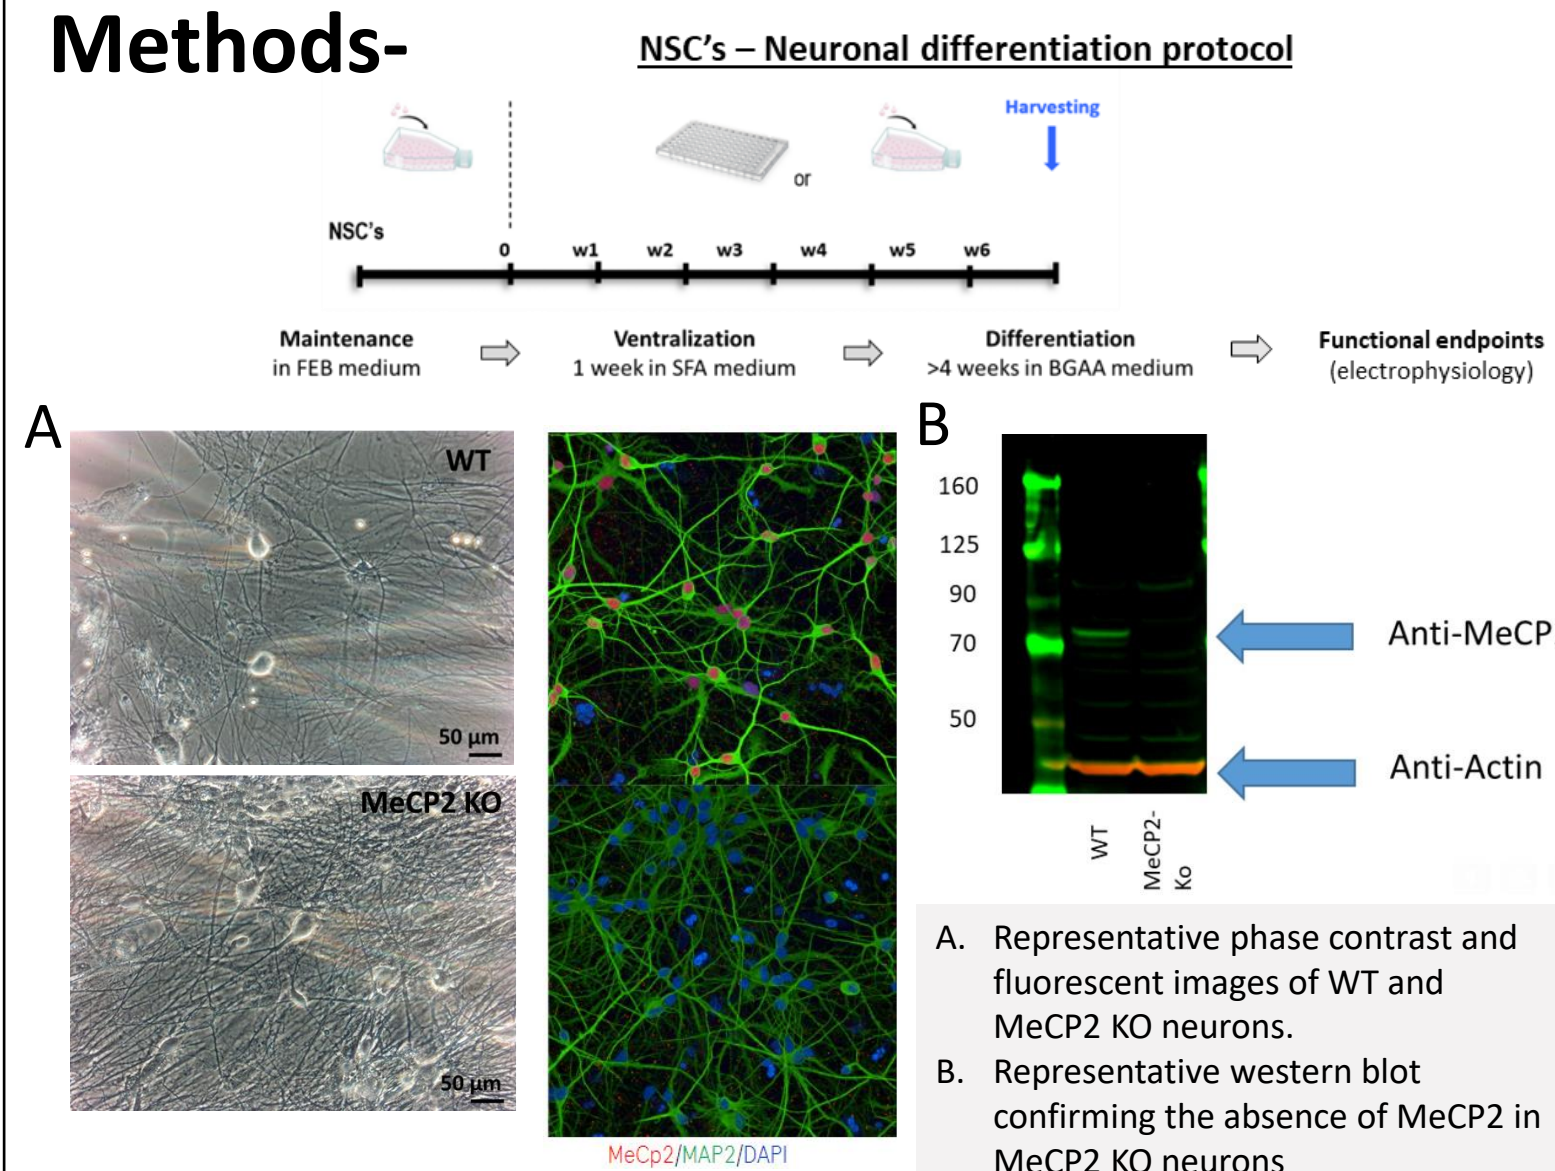 Methods-
NSC's – Neuronal differentiation protocol
Harvesting
or
NSC's
0 w1 w2 w3 w4 w5 w6
Maintenance
in FEB medium
Ventralization
1 week in SFA medium
Differentiation
>4 weeks in BGAA medium
Functional endpoints
(electrophysiology)
A
WT
50 µm
MeCP2 KO
50 µm
MeCp2/MAP2/DAPI
B
160
125
90
70
50
Anti-MeCP
Anti-Actin
WT
MeCP2-
Ko
A. Representative phase contrast and
fluorescent images of WT and
MeCP2 KO neurons.
B. Representative western blot
confirming the absence of MeCP2 in
MeCP2 KO neurons